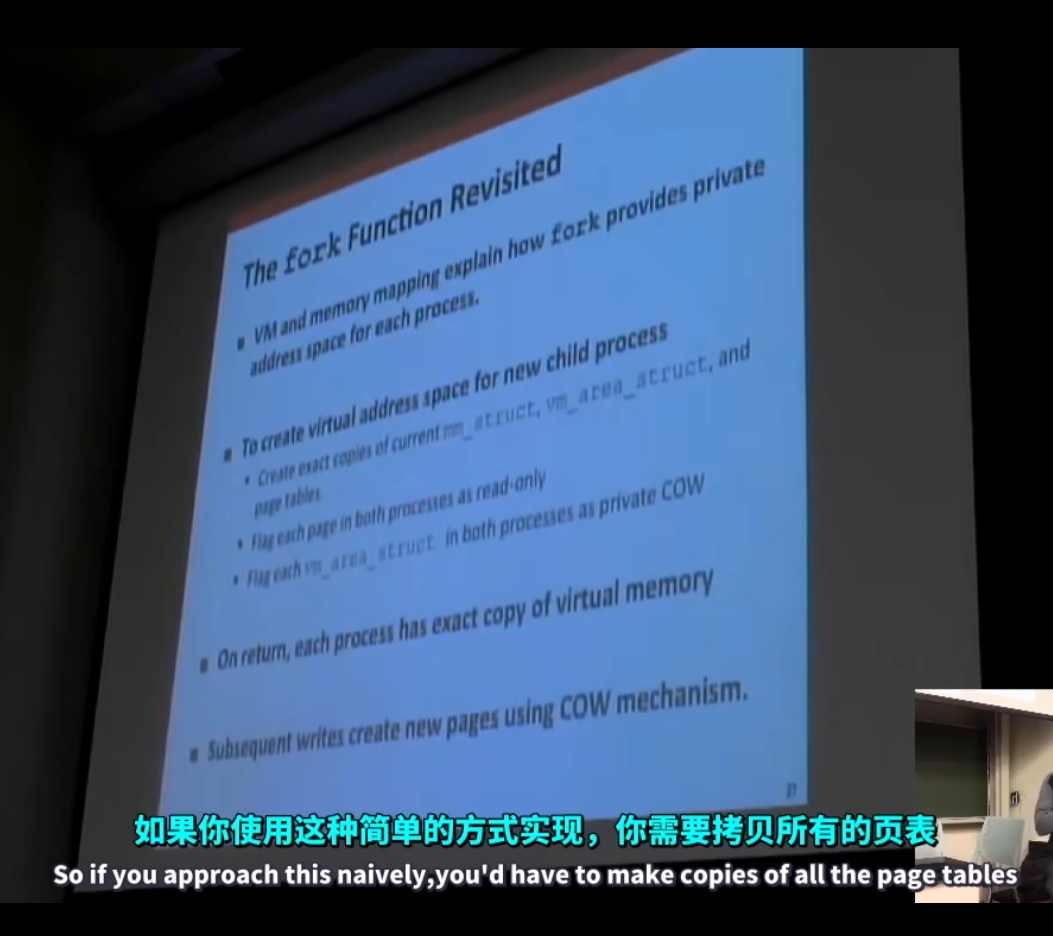 The fork Function Revisited
VM and memory mapping explain how fork provides private
address space for each process.
To create virtual address space for new child process
Create exact copies of current mm_struct, vm_area_struct, and
page tables.
Flag each page in both processes as read-only
Flag each vm_area_struct in both processes as private COW
On return, each process has exact copy of virtual memory
Subsequent writes create new pages using COW mechanism.
如果你使用这种简单的方式实现，你需要拷贝所有的页表
So if you approach this naively,you'd have to make copies of all the page tables